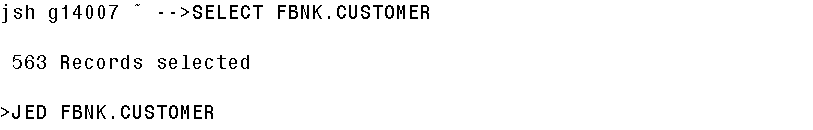 jsh g14007 ~ -->SELECT FBNK.CUSTOMER
563 Records selected
>JED FBNK.CUSTOMER